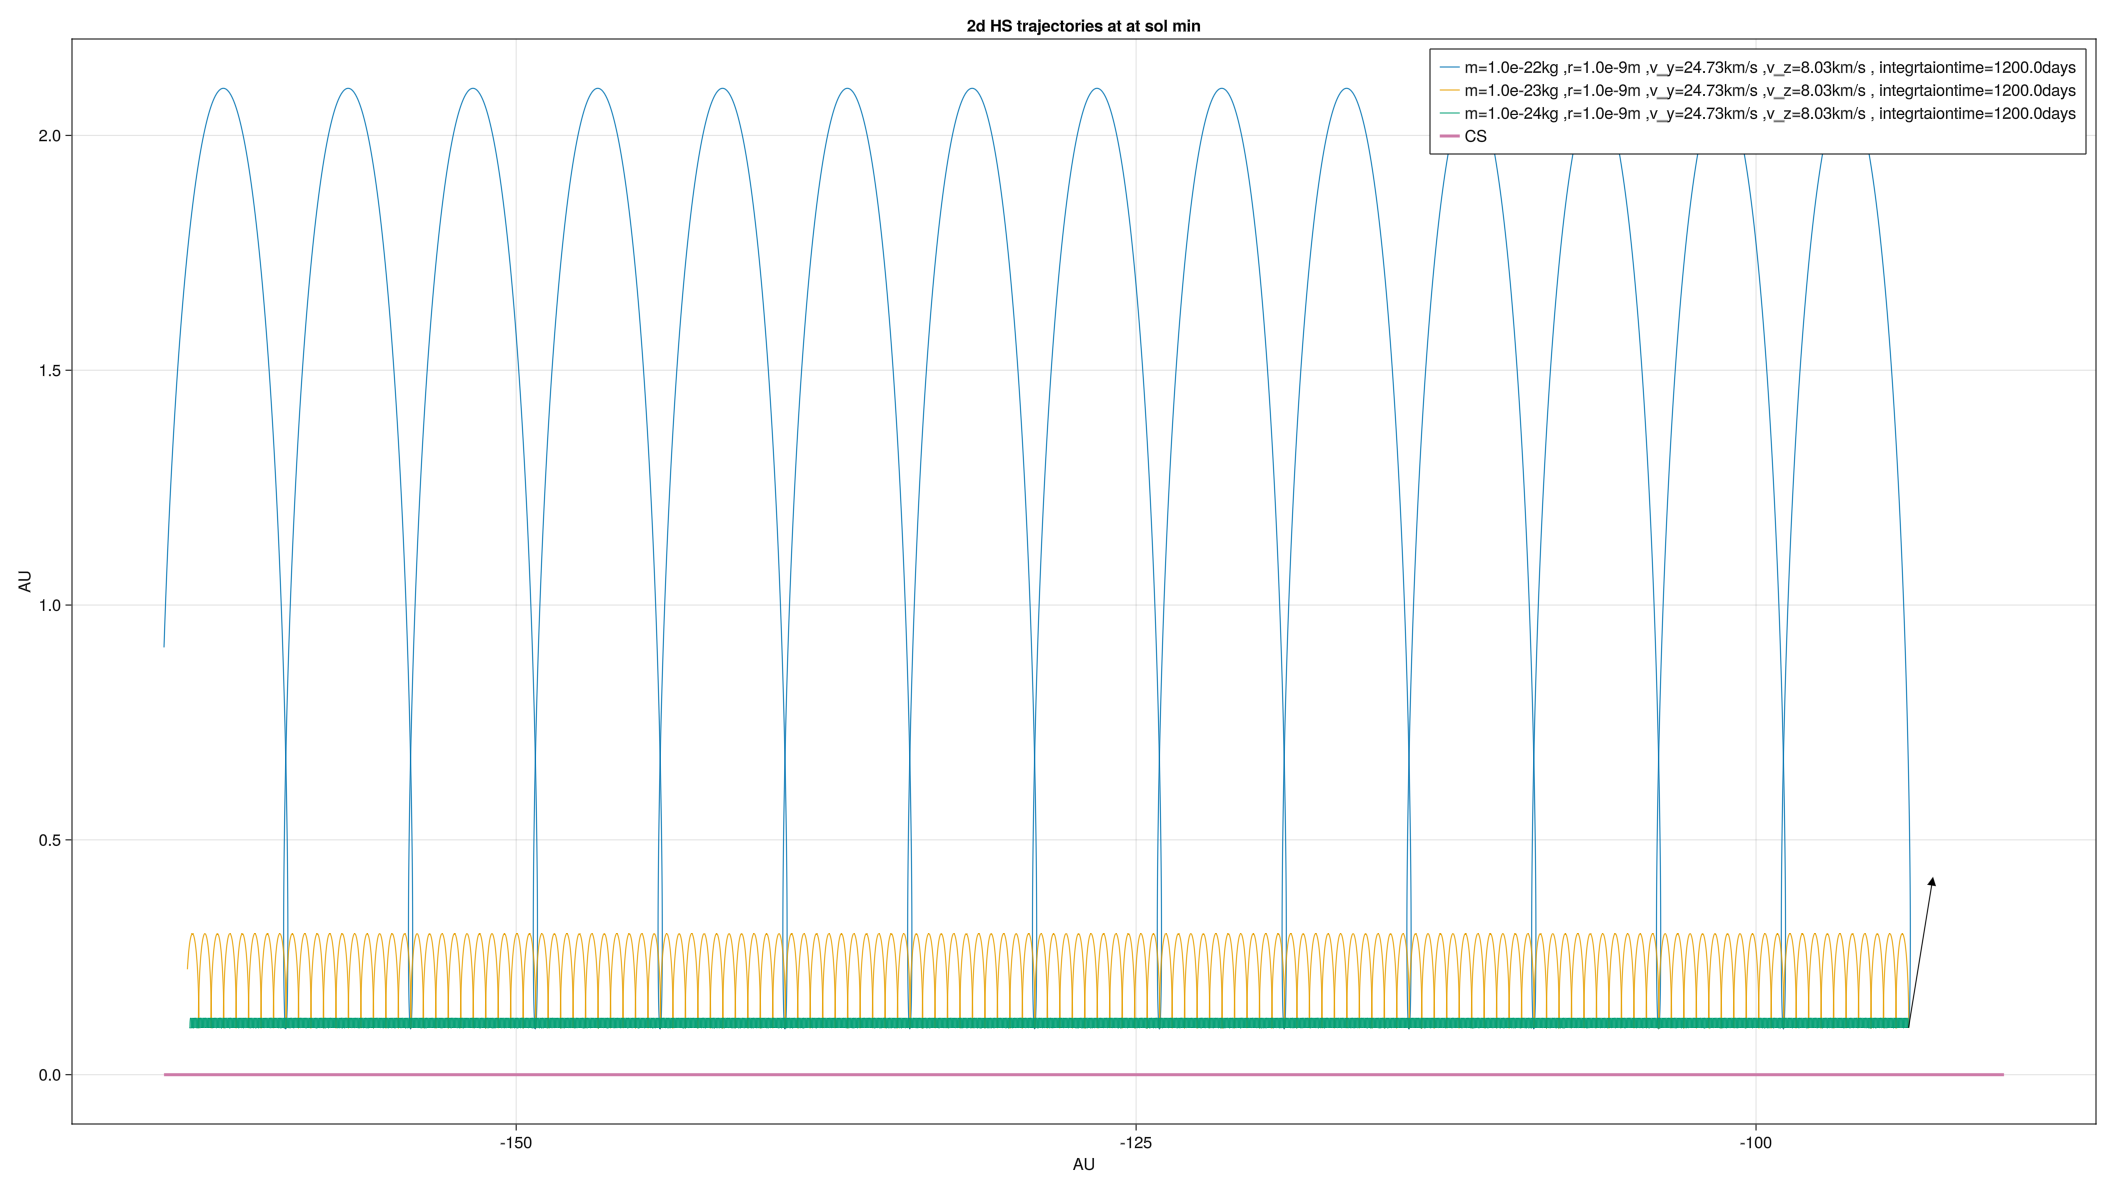 2d HS trajectories at at sol min
m=1.0e-22kg ,r=1.0e-9m ,v_y=24.73km/s ,v_z=8.03km/s , integrtaiontime=1200.0days
m=1.0e-23kg ,r=1.0e-9m ,v_y=24.73km/s ,v_z=8.03km/s , integrtaiontime=1200.0days
m=1.0e-24kg ,r=1.0e-9m ,v_y=24.73km/s ,v_z=8.03km/s , integrtaiontime=1200.0days
CS
2.0
1.5
1.0
0.5
0.0
AU
-150
-125
-100
AU